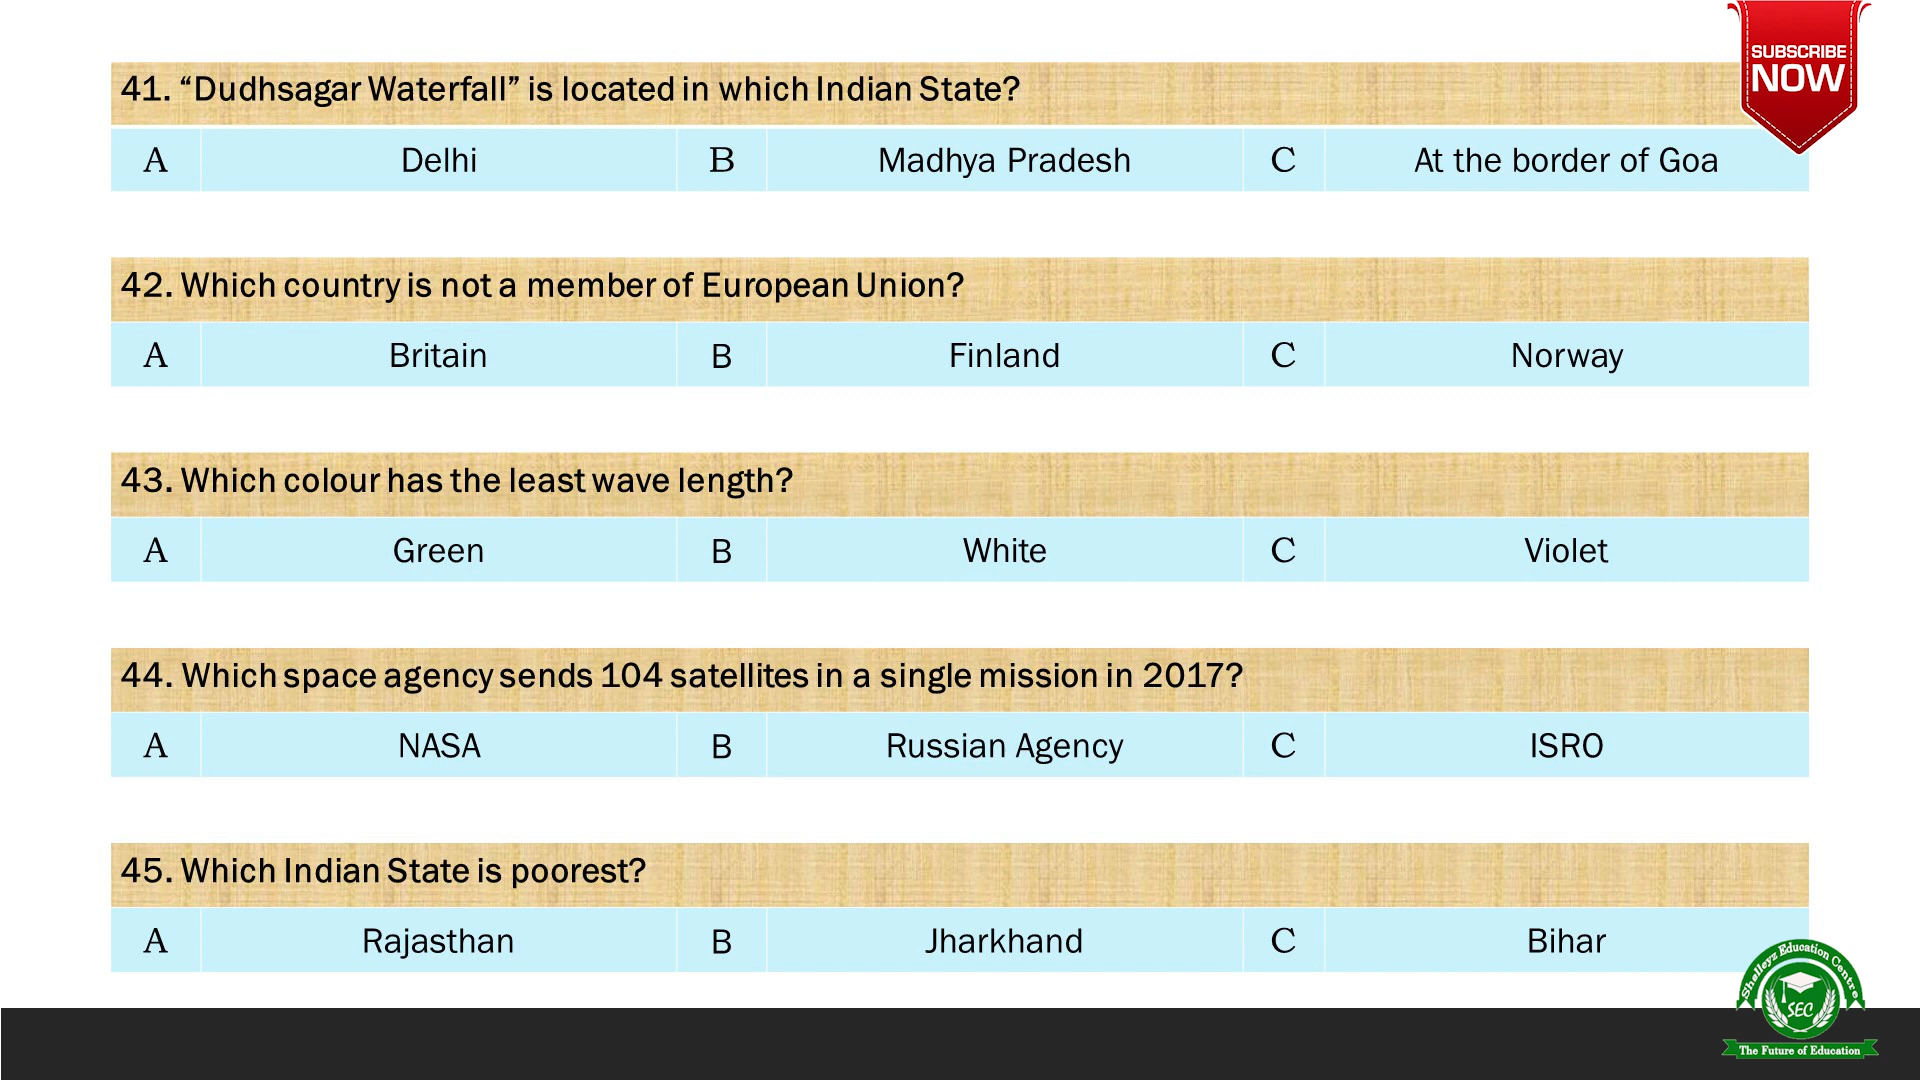 SUBSCRIBE
NOW
41. “Dudhsagar Waterfall” is located in which Indian State?
A Delhi B Madhya Pradesh C At the border of Goa
42. Which country is not a member of European Union?
A Britain B Finland C Norway
43. Which colour has the least wave length?
A Green B White C Violet
44. Which space agency sends 104 satellites in a single mission in 2017?
A NASA B Russian Agency C ISRO
45. Which Indian State is poorest?
A Rajasthan B Jharkhand C Bihar
Shalleyz Education Centre
SEC
The Future of Education